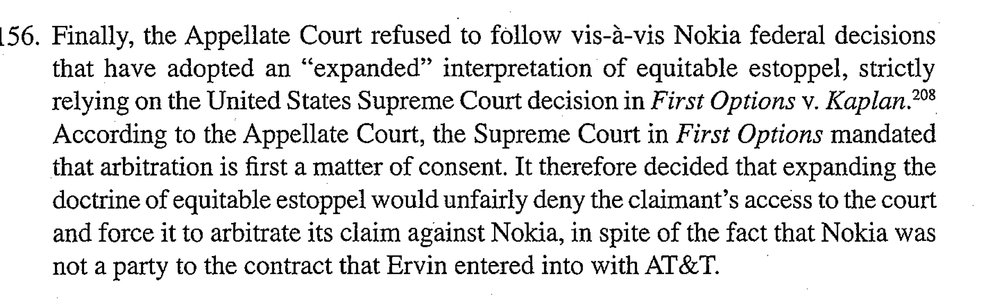 156. Finally, the Appellate Court refused to follow vis-à-vis Nokia federal decisions
that have adopted an “expanded” interpretation of equitable estoppel, strictly
relying on the United States Supreme Court decision in First Options v. Kaplan.208
According to the Appellate Court, the Supreme Court in First Options mandated
that arbitration is first a matter of consent. It therefore decided that expanding the
doctrine of equitable estoppel would unfairly deny the claimant’s access to the court
and force it to arbitrate its claim against Nokia, in spite of the fact that Nokia was
not a party to the contract that Ervin entered into with AT&T.